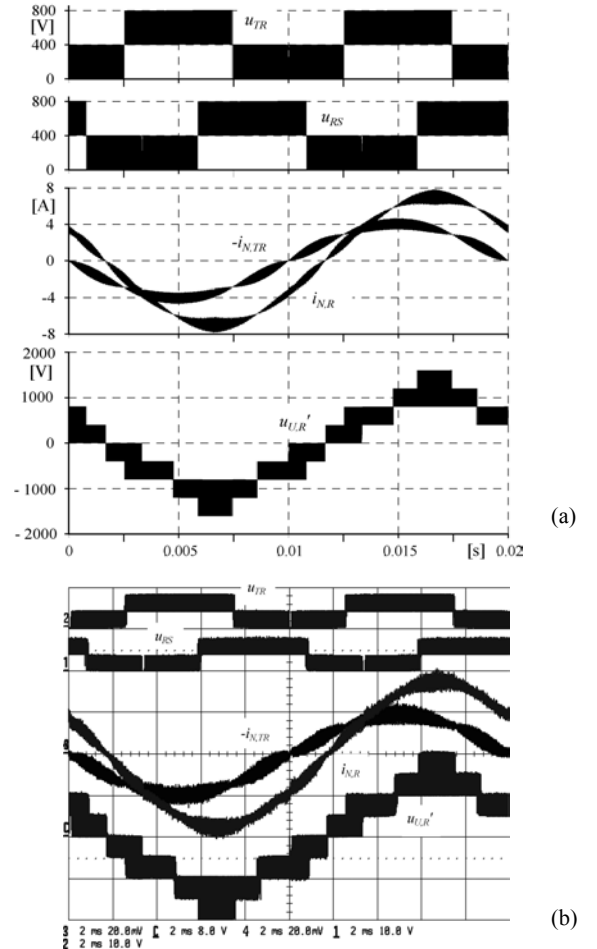 800
[V]
400
0
u_TR
800
400
0
u_RS
8
[A]
4
0
-4
-8
-i_N,TR
i_N,R
2000
[V]
1000
0
- 1000
- 2000
u_U,R'
0
0.005
0.01
0.015
[s]
0.02
(a)
u_TR
2
u_RS
1
-i_N,TR
i_N,R
u_U,R'
(b)
3 2 ms 20.0mV C 2 ms 8.0 V 4 2 ms 20.0mV 1 2 ms 10.0 V
2 2 ms 10.0 V